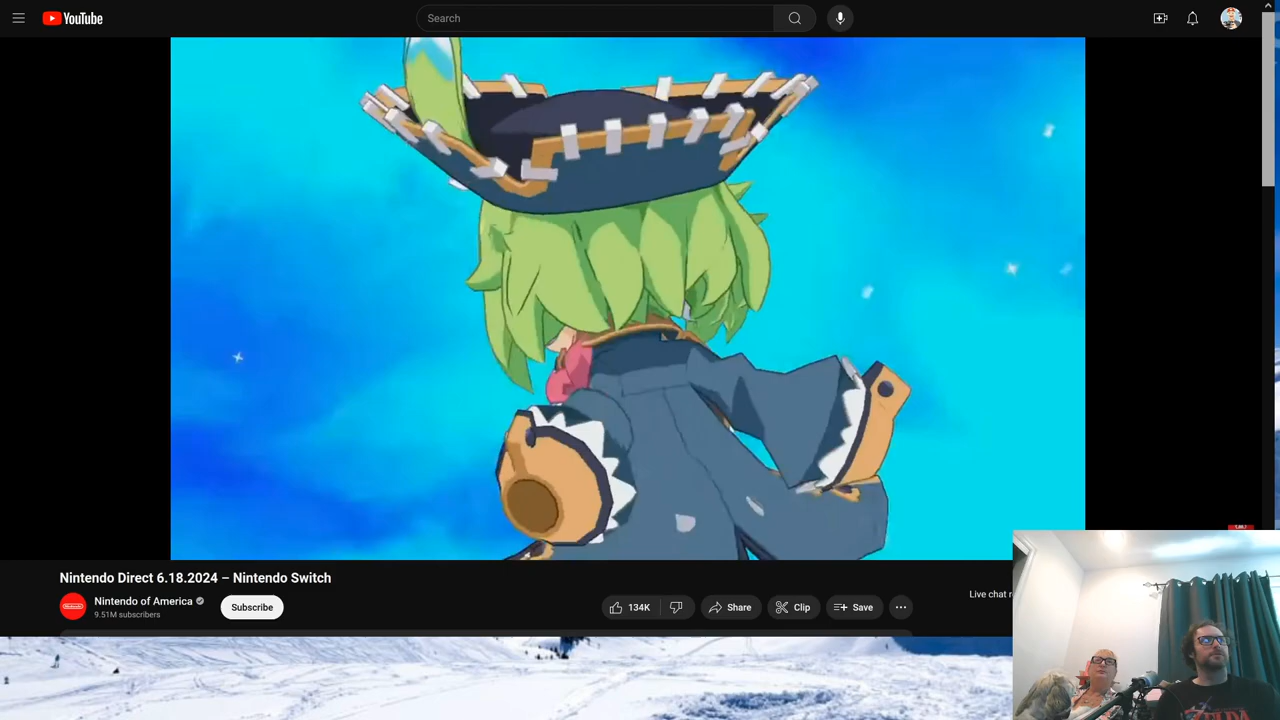 YouTube
Search
Nintendo Direct 6.18.2024 – Nintendo Switch
Nintendo of America
9.51M subscribers
Subscribe
134K
Share
Clip
Save
Live chat r